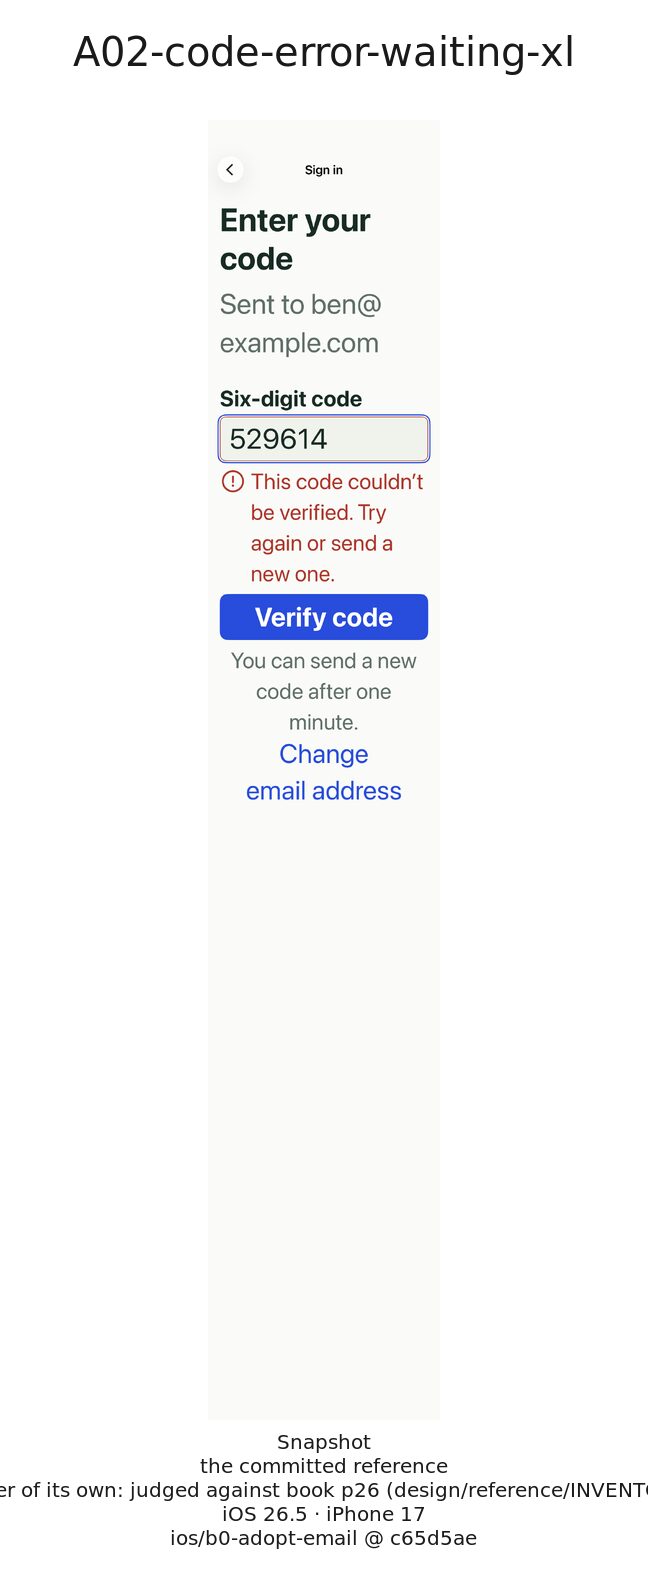 A02-code-error-waiting-xl
Sign in
Enter your
code
Sent to ben@
example.com
Six-digit code
529614
This code couldn’t
be verified. Try
again or send a
new one.
Verify code
You can send a new
code after one
minute.
Change
email address
Snapshot
the committed reference
of its own: judged against book p26 (design/reference/
iOS 26.5 · iPhone 17
ios/b0-adopt-email @ c65d5ae